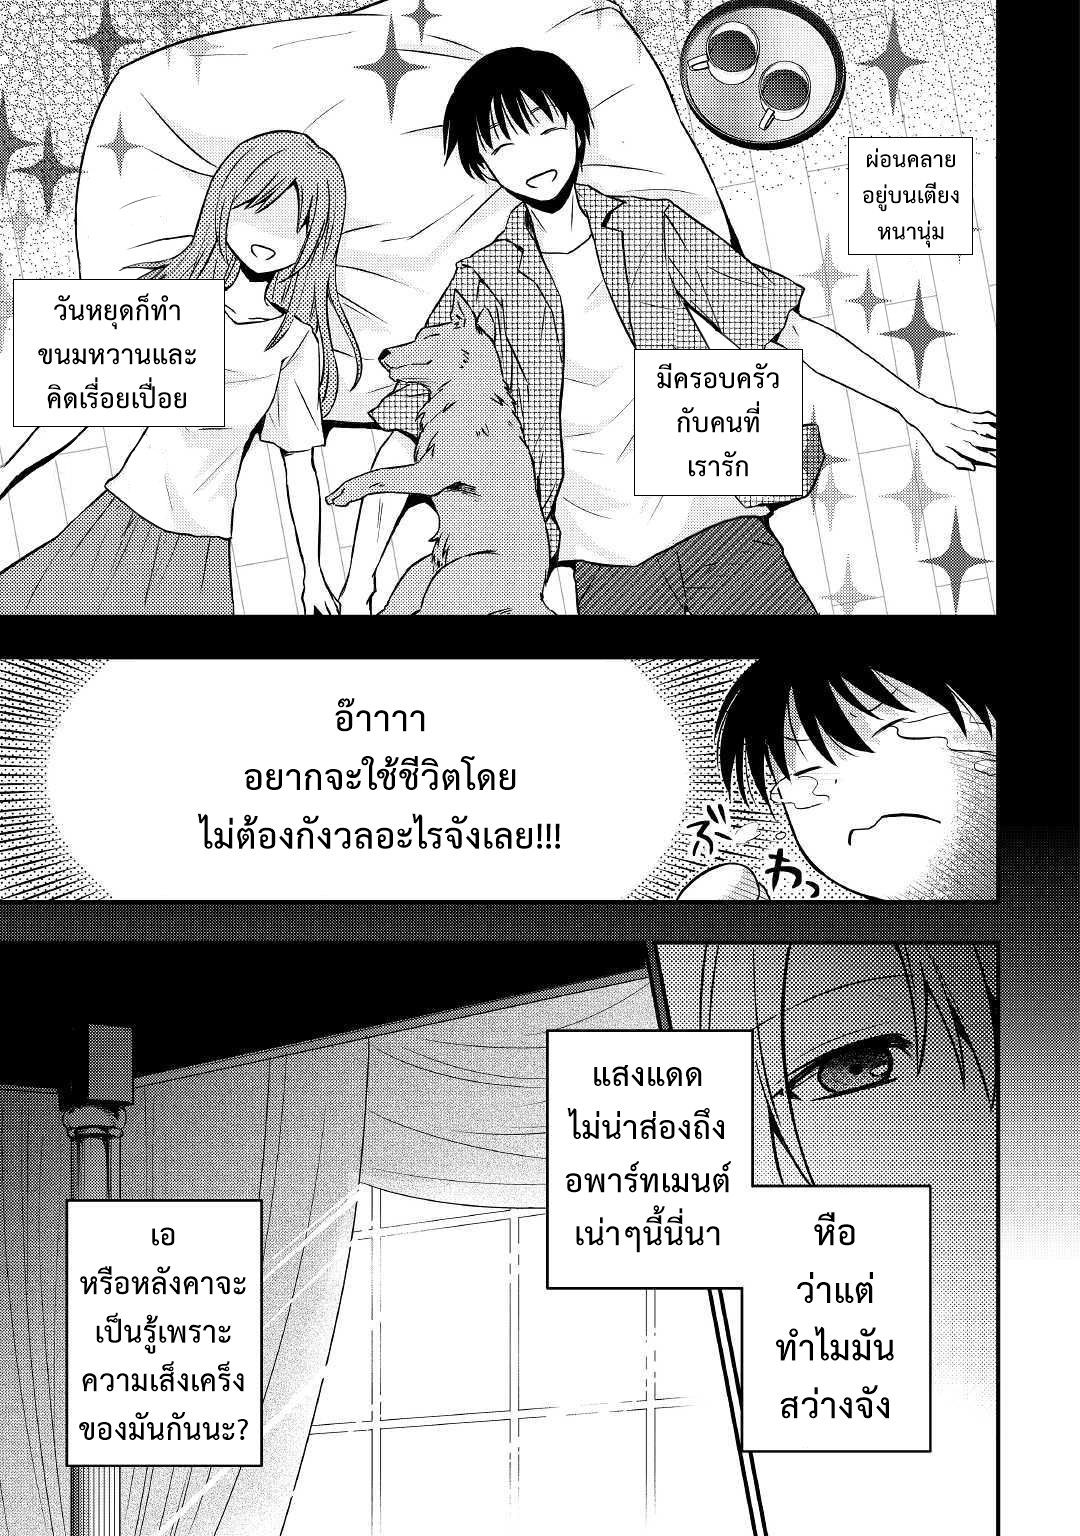 ผ่อนคลาย
อยู่บนเตียง
หนานุ่ม
มีครอบครัว
กับคนที่
เรารัก
วันหยุดก็ทำ
ขนมหวานและ
คิดเรื่อยเปื่อย
อ๊าาาา
อยากจะใช้ชีวิตโดย
ไม่ต้องกังวลอะไรจังเลย!!!
ぶわっ
หือ
ว่าแต่
ทำไมมัน
สว่างจัง
แสงแดด
ไม่น่าส่องถึง
อพาร์ทเมนต์
เน่าๆนี้นี่นา
เอ
หรือหลังคาจะ
เป็นรู้เพราะ
ความเส็งเคร็ง
ของมันกันนะ?